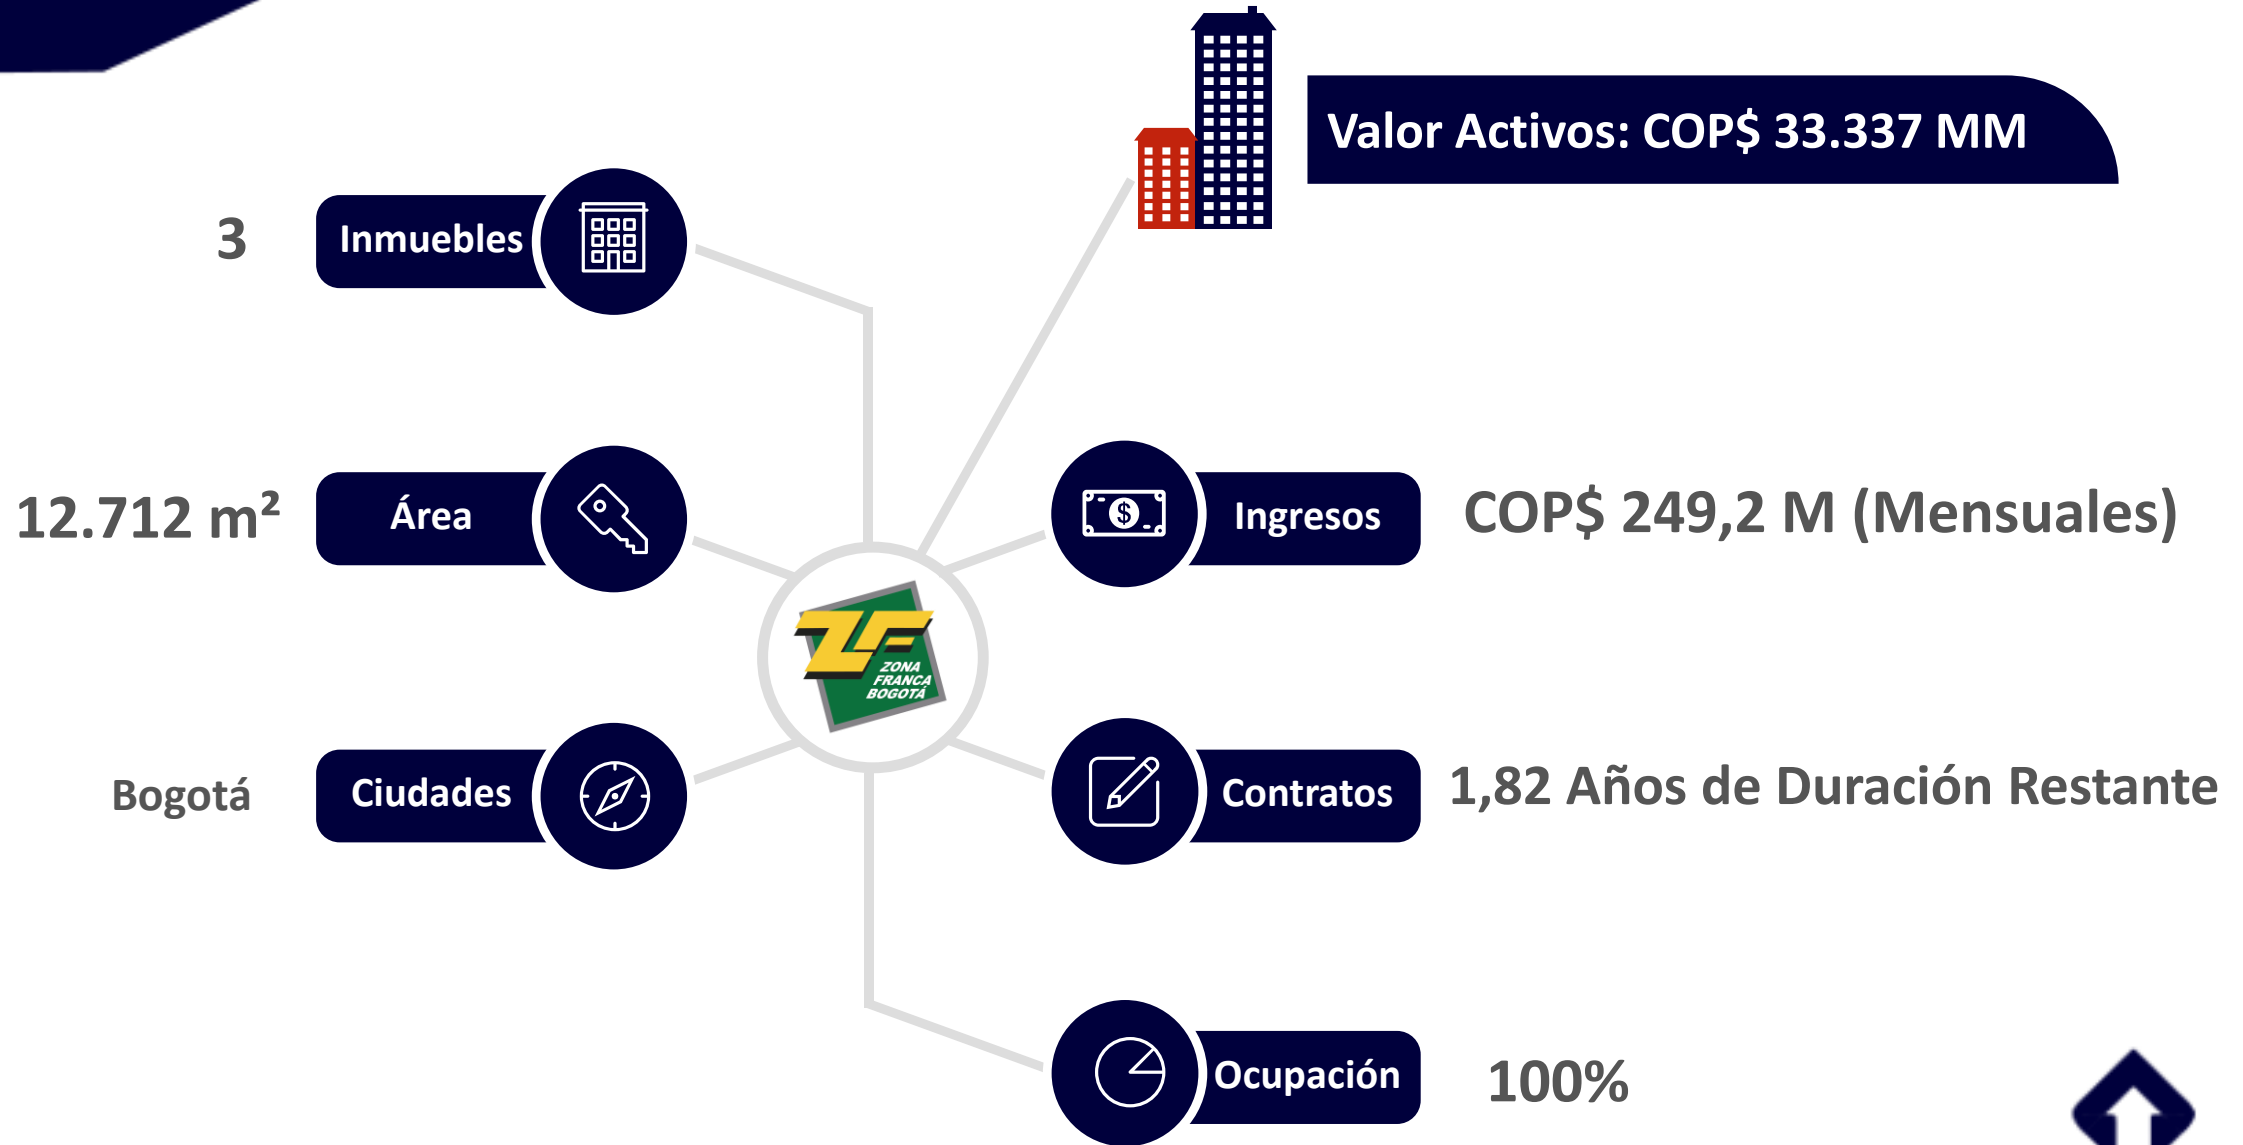 Valor Activos: COP$ 33.337 MM
3
Inmuebles
12.712 m²
Área
Ingresos
COP$ 249,2 M (Mensuales)
ZF
ZONA
FRANCA
BOGOTÁ
Bogotá
Ciudades
Contratos
1,82 Años de Duración Restante
Ocupación
100%